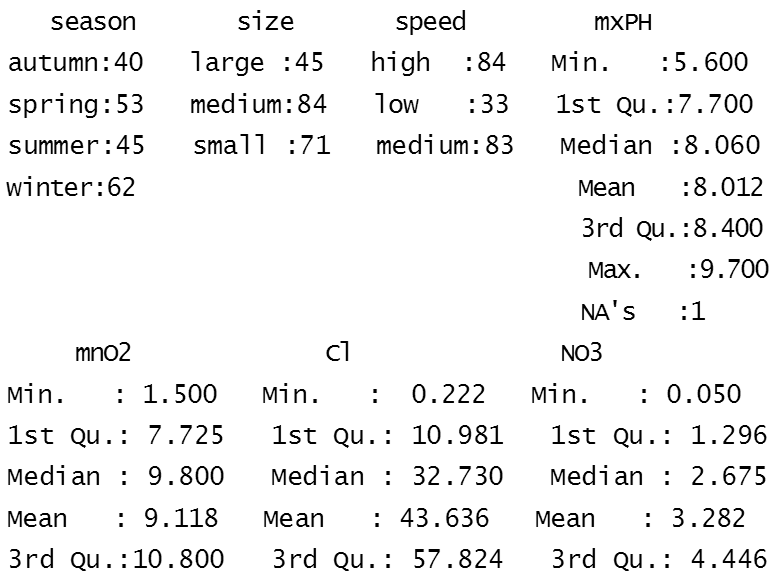 season size speed mxPH
autumn:40 large :45 high :84 Min. :5.600
spring:53 medium:84 low :33 1st Qu.:7.700
summer:45 small :71 medium:83 Median :8.060
winter:62 Mean :8.012
3rd Qu.:8.400
Max. :9.700
NA's :1
mnO2 Cl NO3
Min. : 1.500 Min. : 0.222 Min. : 0.050
1st Qu.: 7.725 1st Qu.: 10.981 1st Qu.: 1.296
Median : 9.800 Median : 32.730 Median : 2.675
Mean : 9.118 Mean : 43.636 Mean : 3.282
3rd Qu.:10.800 3rd Qu.: 57.824 3rd Qu.: 4.446